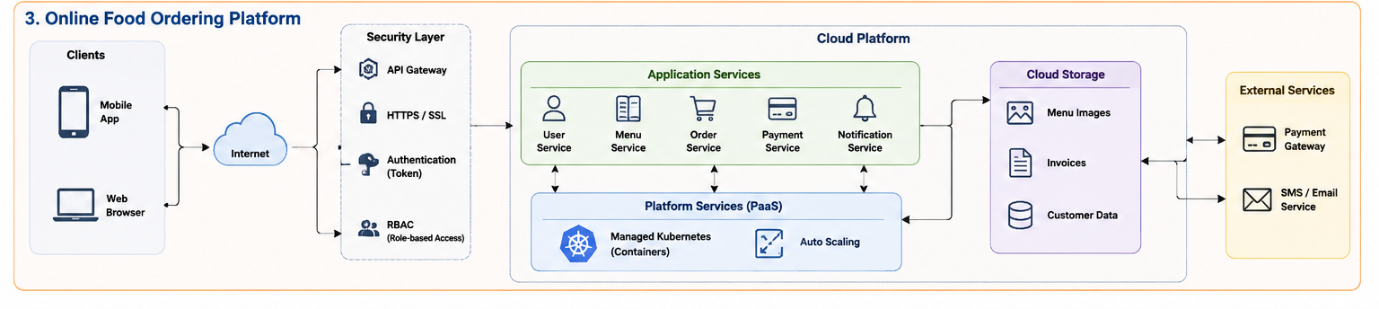 3. Online Food Ordering Platform
Clients
Mobile
App
Web
Browser
Internet
Security Layer
API Gateway
HTTPS / SSL
Authentication
(Token)
RBAC
(Role-based Access)
Cloud Platform
Application Services
User
Service
Menu
Service
Order
Service
Payment
Service
Notification
Service
Platform Services (PaaS)
Managed Kubernetes
(Containers)
Auto Scaling
Cloud Storage
Menu Images
Invoices
Customer Data
External Services
Payment
Gateway
SMS / Email
Service